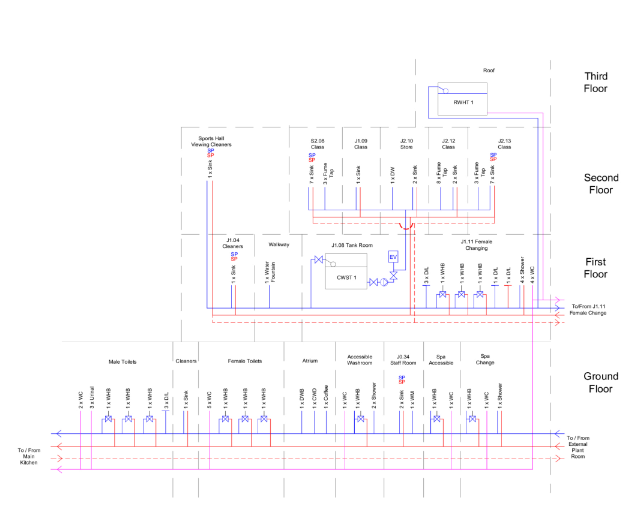 Roof
Third
Floor
RWHT 1
Sports Hall
Viewing Cleaners
SP
SP
1 x Sink
S2.08
Class
SP
SP
7 x Sink
3 x Fume
Tap
J1.09
Class
1 x Sink
J2.10
Store
1 x DW
2 x Sink
J2.12
Class
8 x Fume
Tap
2 x Sink
J2.13
Class
SP
SP
3 x Fume
Tap
7 x Sink
Second
Floor
J1.04
Cleaners
SP
SP
1 x Sink
Walkway
1 x Water
Fountain
J1.08 Tank Room
EV
CWST 1
J1.11 Female
Changing
3 x D/L
1 x WHB
1 x WHB
1 x WHB
1 x D/L
1 x D/L
4 x Shower
4 x WC
First
Floor
To/From J1.11
Female Change
Male Toilets
2 x WC
3 x Urinal
1 x WHB
1 x WHB
1 x WHB
1 x D/L
Cleaners
1 x Sink
Female Toilets
5 x WC
1 x WHB
1 x WHB
1 x WHB
Atrium
1 x DWB
1 x CWD
1 x Coffee
Accessible
Washroom
1 x WC
1 x WHB
2 x Shower
J0.34
Staff Room
SP
SP
2 x Sink
1 x WM
Spa
Accessible
1 x WHB
1 x WC
Spa
Change
1 x WHB
1 x WC
1 x Shower
Ground
Floor
To / From
Main
Kitchen
To / From
External
Plant
Room